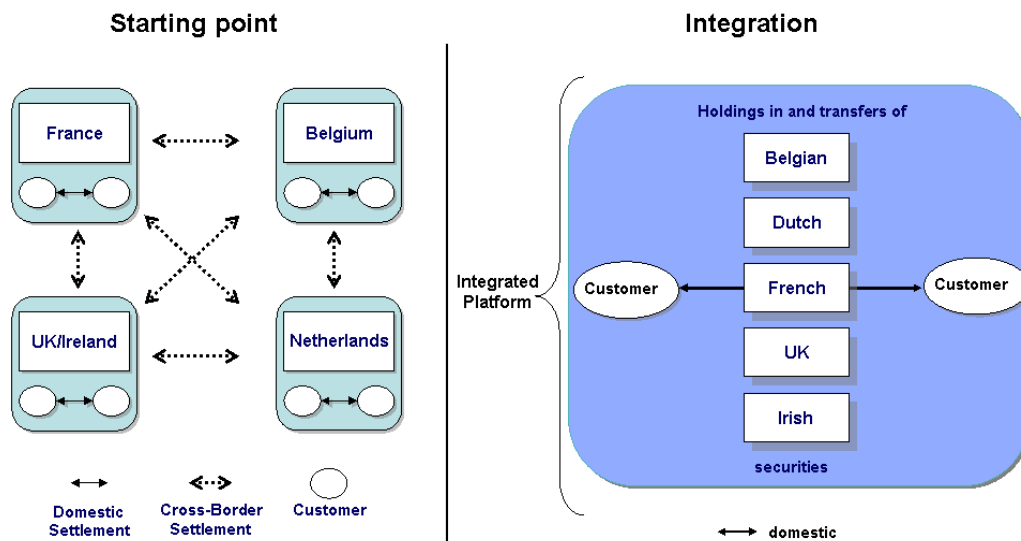 Starting point
France
Belgium
UK/Ireland
Netherlands
Domestic
Settlement
Cross-Border
Settlement
Customer
Integration
Integrated
Platform
Holdings in and transfers of
Belgian
Dutch
Customer
French
Customer
UK
Irish
securities
domestic